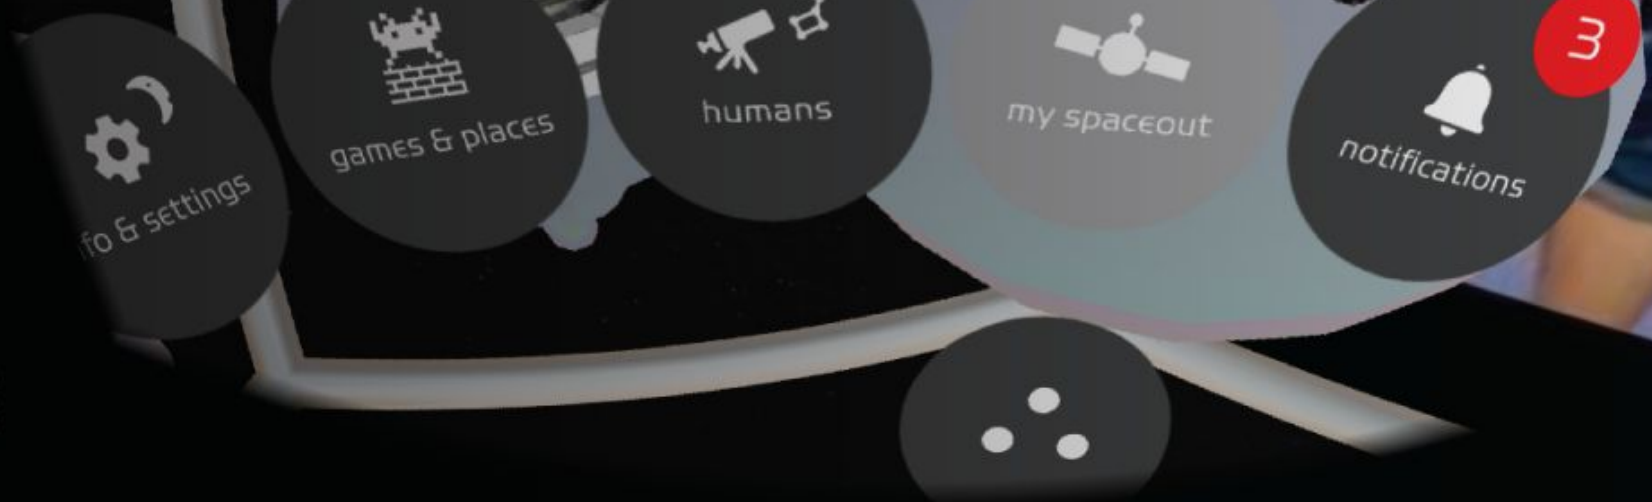 fo & settings
games & places
humans
my spaceout
notifications
3